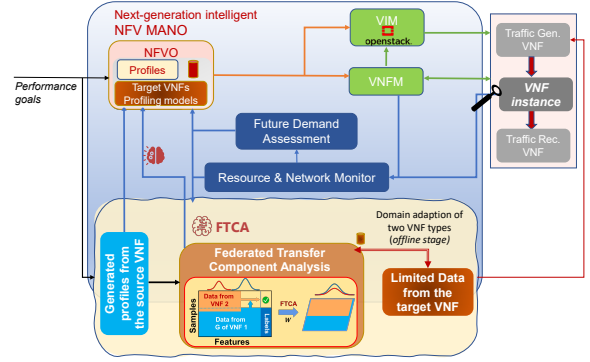 Next-generation intelligent
NFV MANO
NFVO
Profiles
Target VNFs
Profiling models
VIM
openstack.
VNFM
Traffic Gen.
VNF
VNF
instance
Traffic Rec.
VNF
Performance
goals
Future Demand
Assessment
Resource & Network Monitor
FTCA
Domain adaption of
two VNF types
(offline stage)
Generated
profiles from
the source VNF
Federated Transfer
Component Analysis
Samples
Data from
VNF 2
Data from
G of VNF 1
Labels
Features
FTCA
W
Limited Data
from the
target VNF